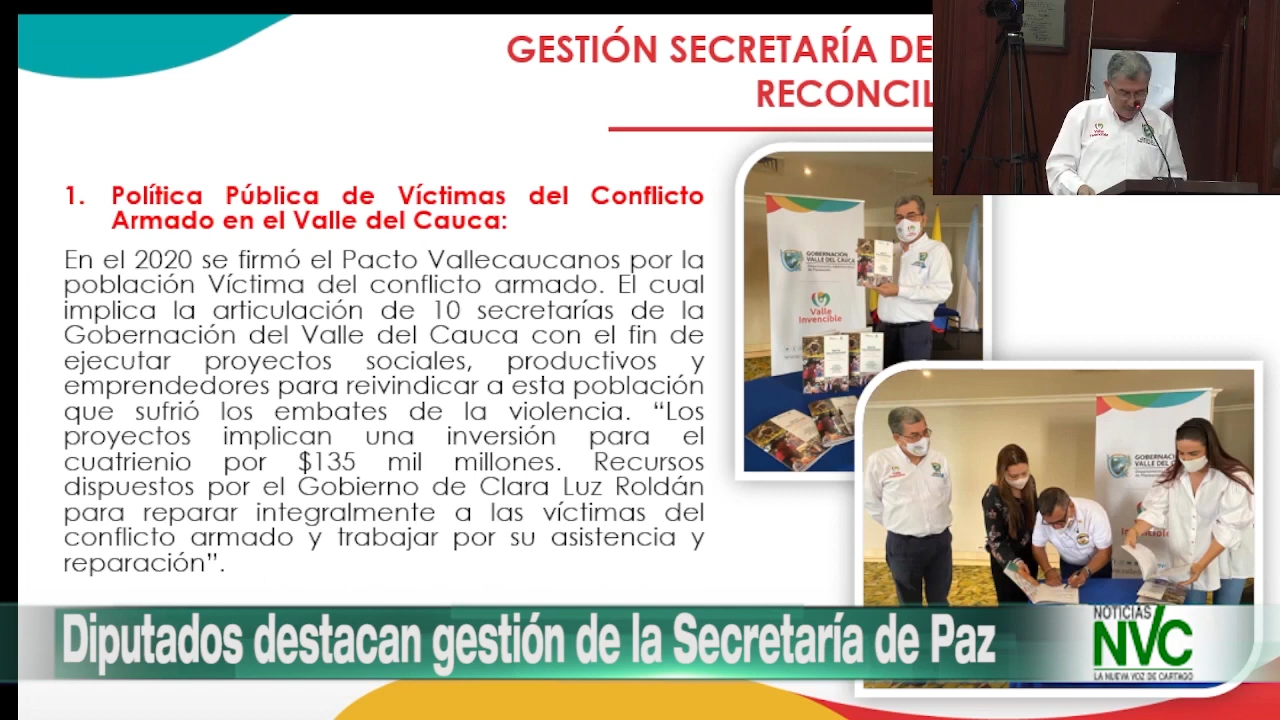 GESTIÓN SECRETARÍA DE
RECONCIL
1. Política Pública de Víctimas del Conflicto
Armado en el Valle del Cauca:
En el 2020 se firmó el Pacto Vallecaucanos por la
población Víctima del conflicto armado. El cual
implica la articulación de 10 secretarías de la
Gobernación del Valle del Cauca con el fin de
ejecutar proyectos sociales, productivos y
emprendedores para reivindicar a esta población
que sufrió los embates de la violencia. “Los
proyectos implican una inversión para el
cuatrienio por $135 mil millones. Recursos
dispuestos por el Gobierno de Clara Luz Roldán
para reparar integralmente a las víctimas del
conflicto armado y trabajar por su asistencia y
reparación”.
GOBERNACIÓN
VALLE DEL CAUCA
Valle
Invencible
GOBERNACIÓN
VALLE DEL CAUCA
Diputados destacan gestión de la Secretaría de Paz
NOTICIAS
NVC
LA NUEVA VOZ DE CARTAGO